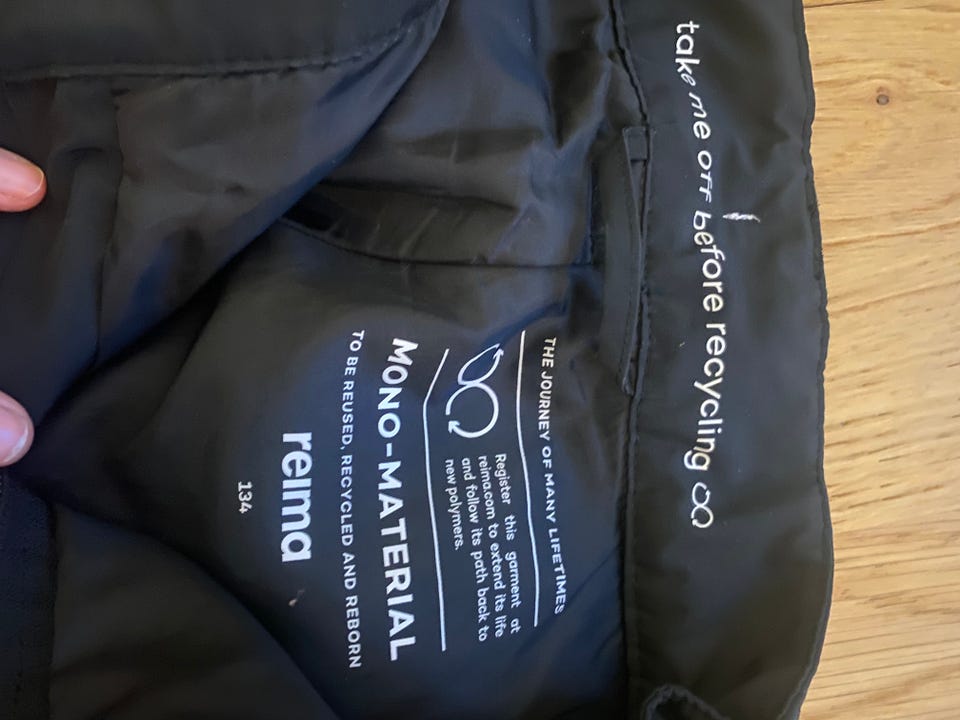 take me off before recycling
THE JOURNEY OF MANY LIFETIMES
Register this garment at
reima.com to extend its life
and follow its path back to
new polymers.
MONO-MATERIAL
TO BE REUSED, RECYCLED AND REBORN
reima
134